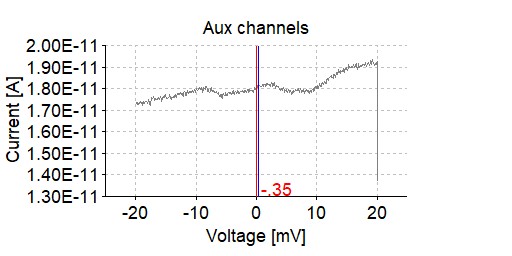 Aux channels
Current [A]
2.00E-11
1.90E-11
1.80E-11
1.70E-11
1.60E-11
1.50E-11
1.40E-11
1.30E-11
-.35
-20 -10 0 10 20
Voltage [mV]